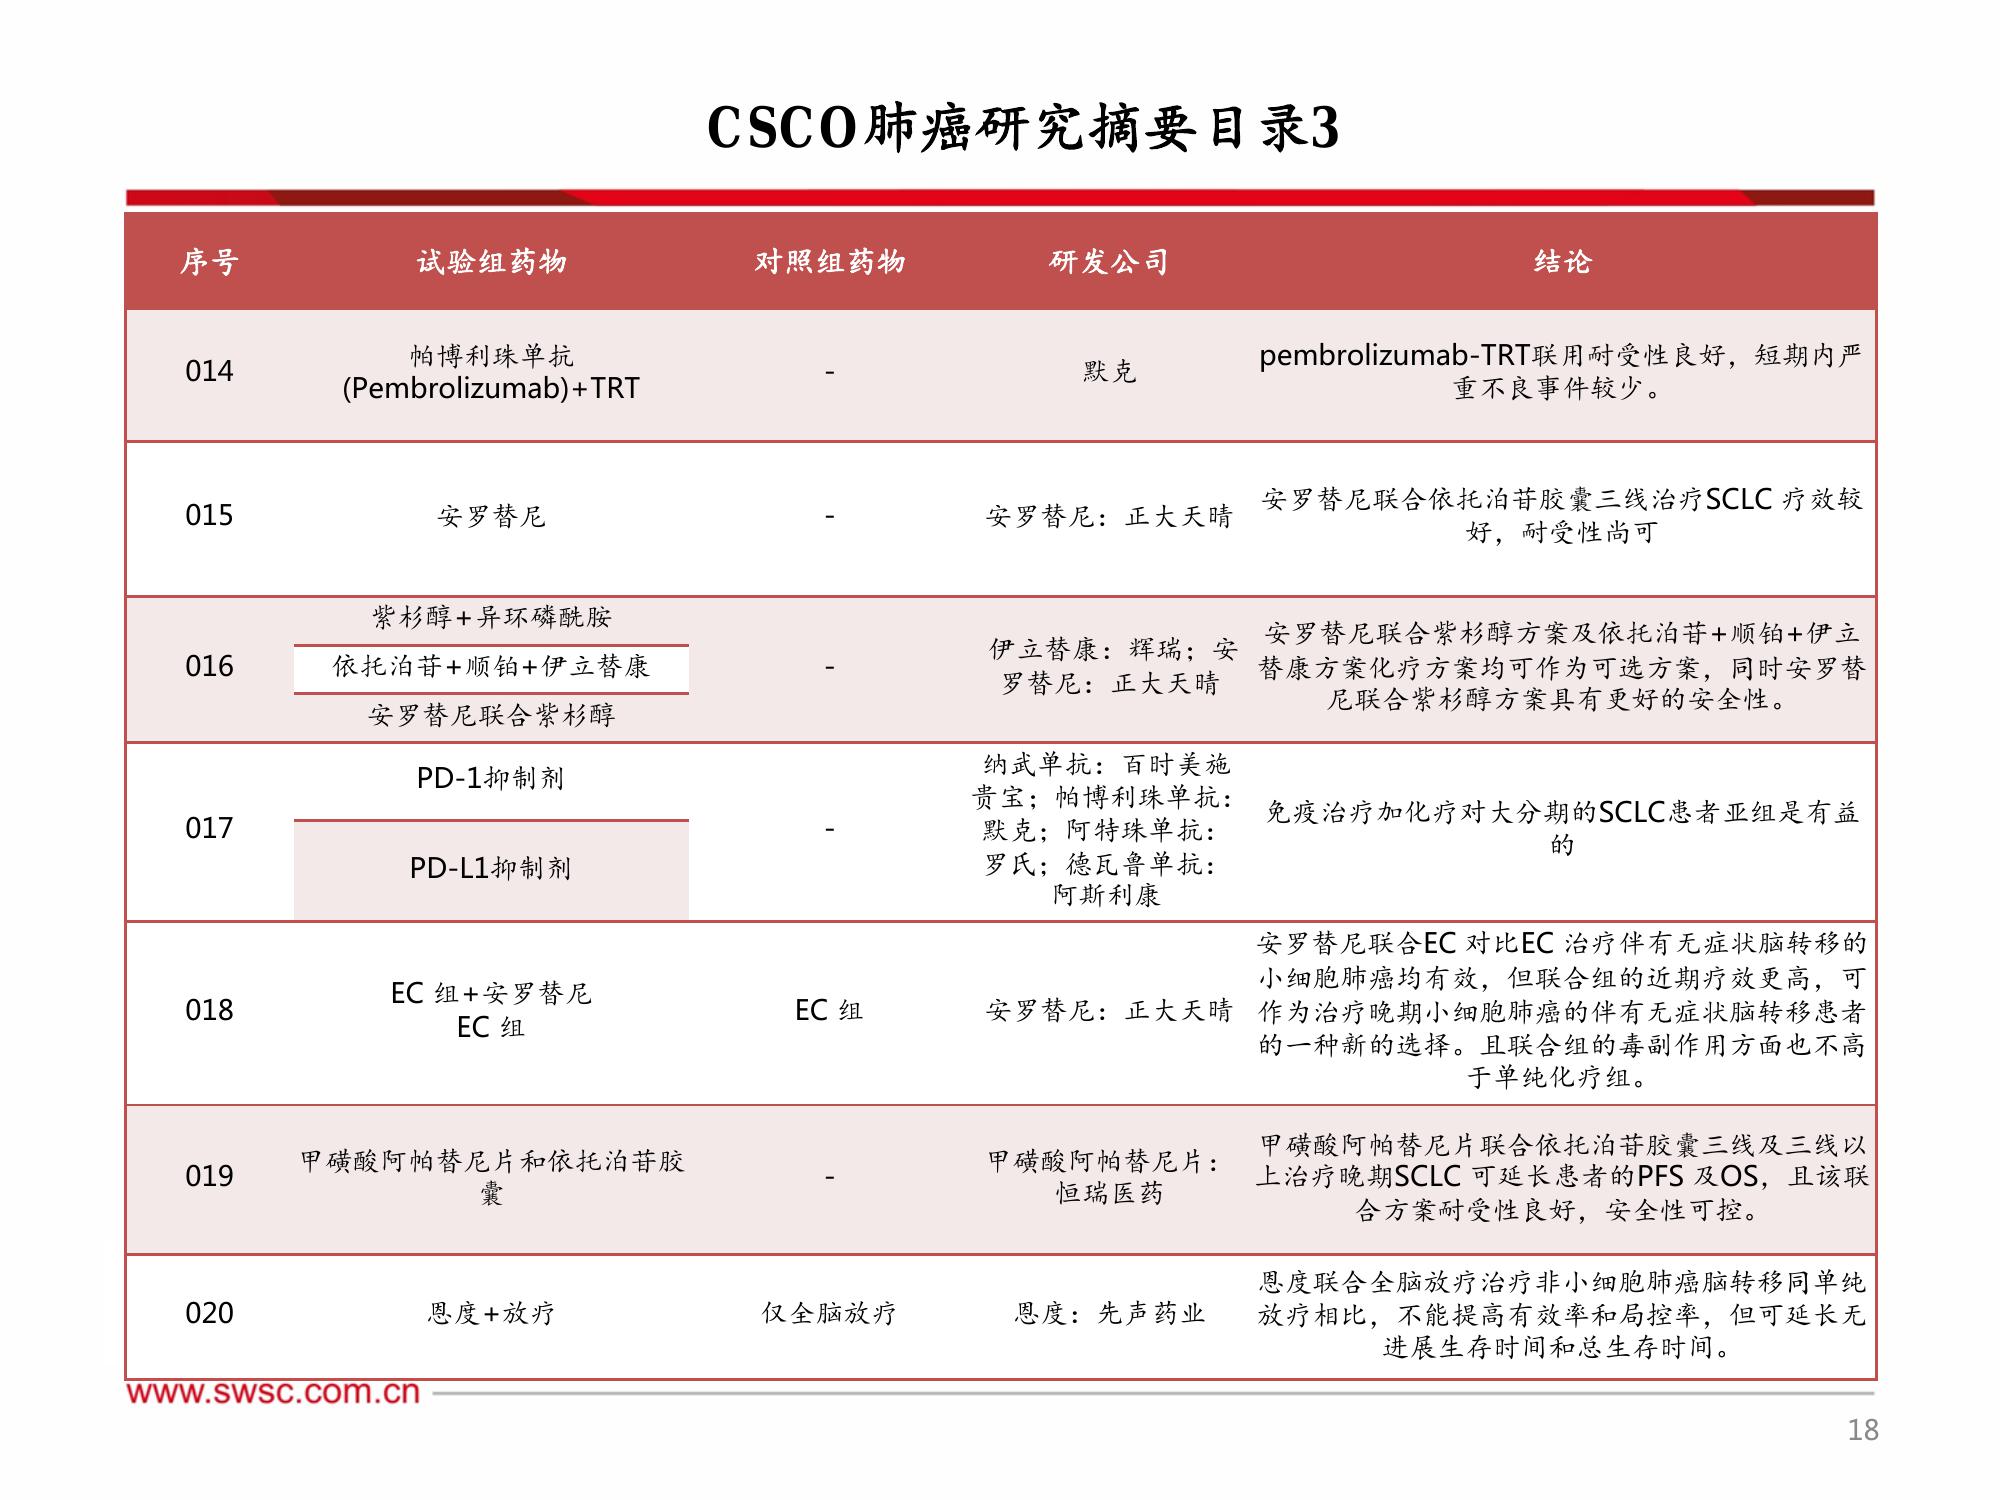 CSCO肺癌研究摘要目录3
序号 试验组药物 对照组药物 研发公司 结论
014
帕博利珠单抗
(Pembrolizumab)+TRT
-
默克
pembrolizumab-TRT联用耐受性良好，短期内严
重不良事件较少。
015
安罗替尼
-
安罗替尼：正大天晴
安罗替尼联合依托泊苷胶囊三线治疗SCLC 疗效较
好，耐受性尚可
016
紫杉醇+异环磷酰胺
依托泊苷+顺铂+伊立替康
安罗替尼联合紫杉醇
-
伊立替康：辉瑞；安
罗替尼：正大天晴
安罗替尼联合紫杉醇方案及依托泊苷+顺铂+伊立
替康方案化疗方案均可作为可选方案，同时安罗替
尼联合紫杉醇方案具有更好的安全性。
017
PD-1抑制剂
PD-L1抑制剂
-
纳武单抗：百时美施
贵宝；帕博利珠单抗：
默克；阿特珠单抗：
罗氏；德瓦鲁单抗：
阿斯利康
免疫治疗加化疗对大分期的SCLC患者亚组是有益
的
018
EC 组+安罗替尼
EC 组
EC 组
安罗替尼：正大天晴
安罗替尼联合EC 对比EC 治疗伴有无症状脑转移的
小细胞肺癌均有效，但联合组的近期疗效更高，可
作为治疗晚期小细胞肺癌的伴有无症状脑转移患者
的一种新的选择。且联合组的毒副作用方面也不高
于单纯化疗组。
019
甲磺酸阿帕替尼片和依托泊苷胶
囊
-
甲磺酸阿帕替尼片：
恒瑞医药
甲磺酸阿帕替尼片联合依托泊苷胶囊三线及三线以
上治疗晚期SCLC 可延长患者的PFS 及OS，且该联
合方案耐受性良好，安全性可控。
020
恩度+放疗
仅全脑放疗
恩度：先声药业
恩度联合全脑放疗治疗非小细胞肺癌脑转移同单纯
放疗相比，不能提高有效率和局控率，但可延长无
进展生存时间和总生存时间。
www.swsc.com.cn
18